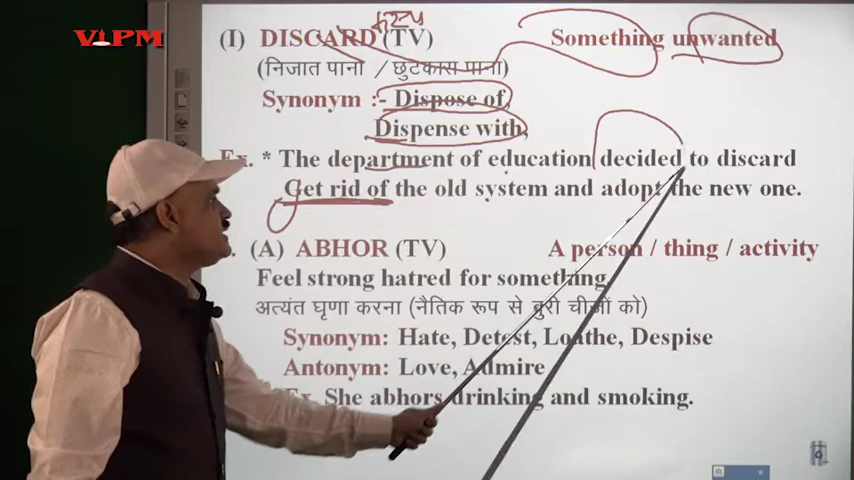 VIPM
(I) DISCARD (TV) Something unwanted
(निजात पाना / छुटकारा पाना)
Synonym :- Dispose of,
Dispense with,
Ex. * The department of education decided to discard
Get rid of the old system and adopt the new one.
(A) ABHOR (TV) A person / thing / activity
Feel strong hatred for something.
अत्यंत घृणा करना (नैतिक रूप से बुरी चीजों को)
Synonym: Hate, Detest, Loathe, Despise
Antonym: Love, Admire
Ex. She abhors drinking and smoking.